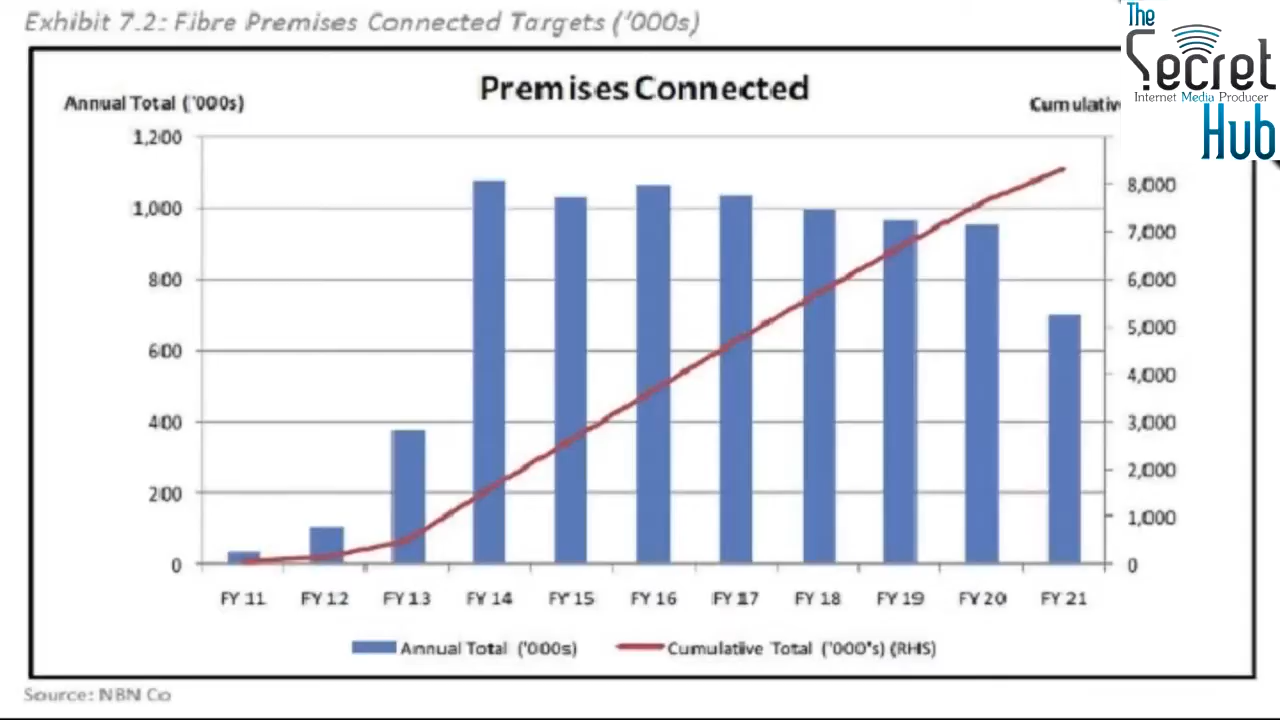 Exhibit 7.2: Fibre Premises Connected Targets ('000s)
The
Secret
Internet Media Producer
Hub
Premises Connected
Annual Total ('000s)
Cumulativ
1,200
1,000
800
600
400
200
0
8,000
7,000
6,000
5,000
4,000
3,000
2,000
1,000
0
FY 11 FY 12 FY 13 FY 14 FY 15 FY 16 FY 17 FY 18 FY 19 FY 20 FY 21
Annual Total ('000s) Cumulative Total ('000's) (RHS)
Source: NBN Co